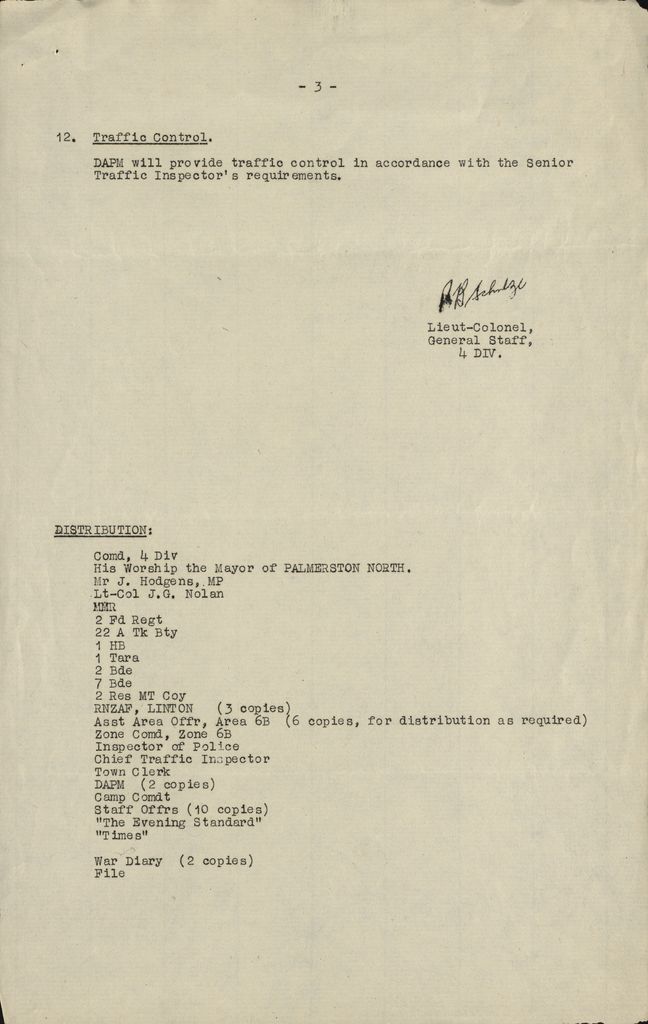 - 3 -
12. Traffic Control.
DAPM will provide traffic control in accordance with the Senior
Traffic Inspector's requirements.
Schulze
Lieut-Colonel,
General Staff,
4 DIV.
DISTRIBUTION:
Comd, 4 Div
His Worship the Mayor of PALMERSTON NORTH.
Mr J. Hodgens, MP
Lt-Col J.G. Nolan
MMR
2 Fd Regt
22 A Tk Bty
1 HB
1 Tara
2 Bde
7 Bde
2 Res MT Coy
RNZAF, LINTON (3 copies)
Asst Area Offr, Area 6B (6 copies, for distribution as required)
Zone Comd, Zone 6B
Inspector of Police
Chief Traffic Inspector
Town Clerk
DAPM (2 copies)
Camp Comdt
Staff Offrs (10 copies)
"The Evening Standard"
"Times"
War Diary (2 copies)
File